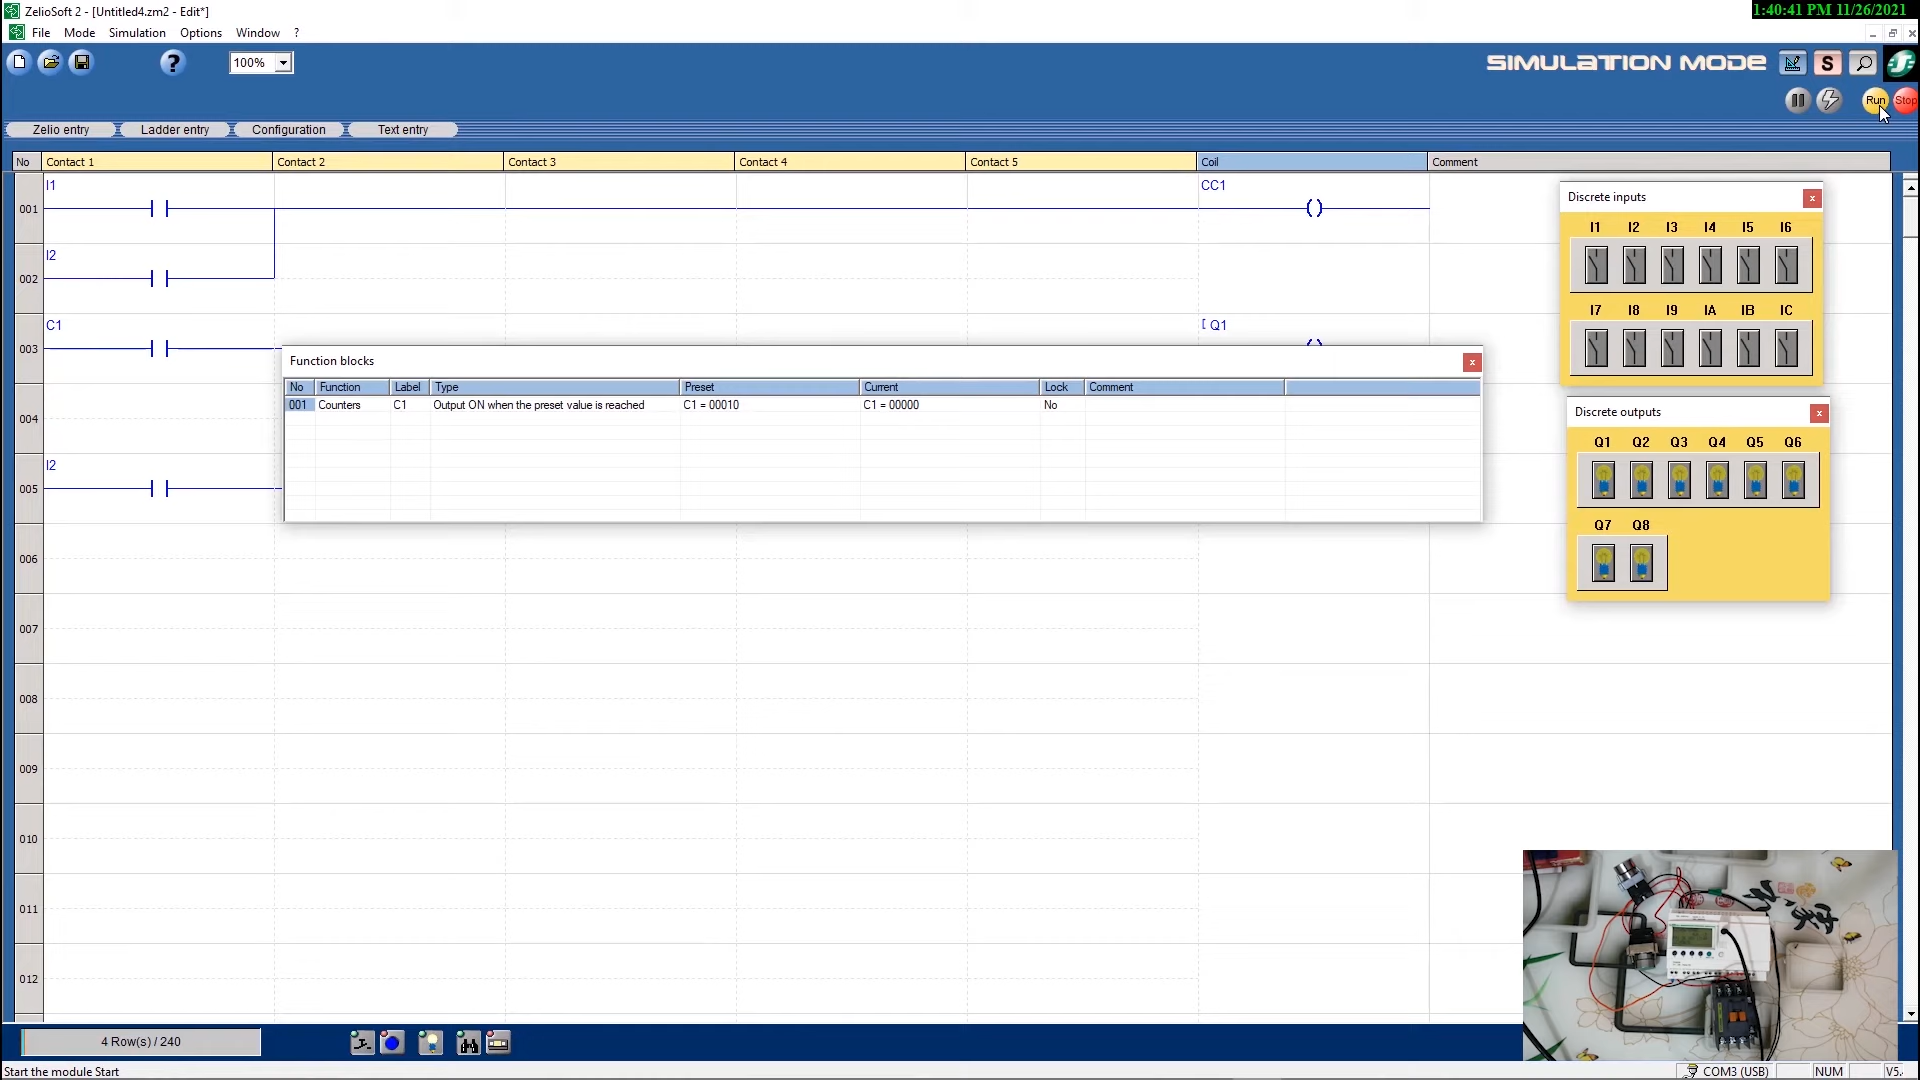 ZelioSoft 2 - [Untitled4.zm2 - Edit*]
1:40:41 PM 11/26/2021
File Mode Simulation Options Window ?
100%
SIMULATION MODE
S
Run Stop
Zelio entry Ladder entry Configuration Text entry
No Contact 1 Contact 2 Contact 3 Contact 4 Contact 5 Coil Comment
I1 CC1
001
I2
002
C1 [ Q1
003
004
I2
005
006
007
008
009
010
011
012
Function blocks
No Function Label Type Preset Current Lock Comment
001 Counters C1 Output ON when the preset value is reached C1 = 00010 C1 = 00000 No
Discrete inputs
I1 I2 I3 I4 I5 I6
I7 I8 I9 IA IB IC
Discrete outputs
Q1 Q2 Q3 Q4 Q5 Q6
Q7 Q8
4 Row(s) / 240
Start the module Start
COM3 (USB) NUM V5.